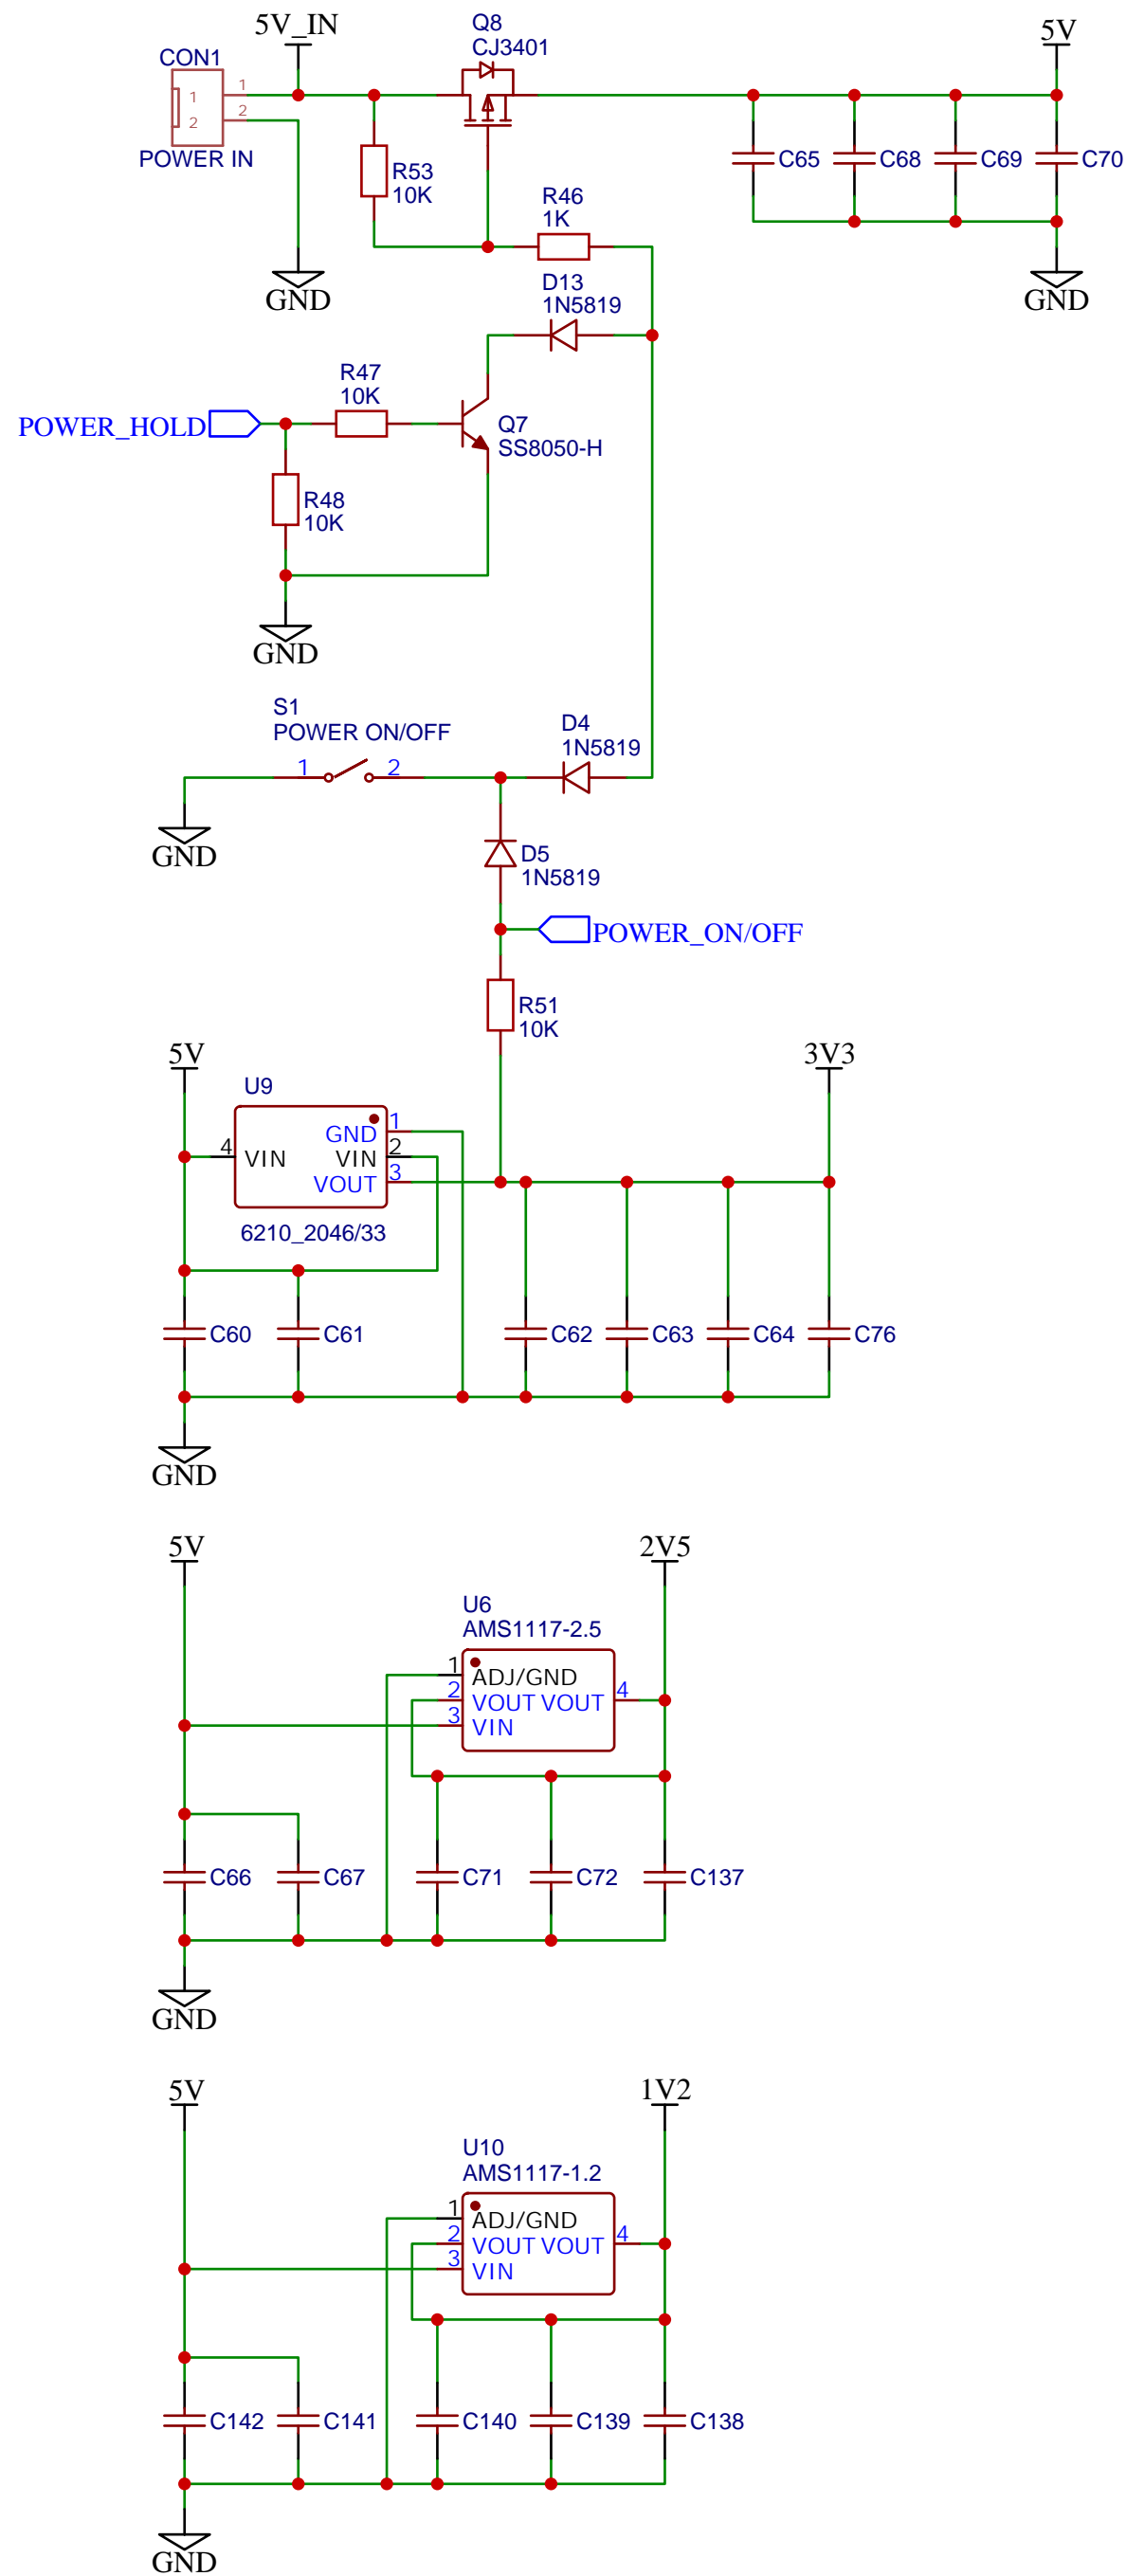 5V_IN
Q8
CJ3401
5V
CON1
1
1
2
2
POWER IN
R53
10K
C65
C68
C69
C70
R46
1K
GND
GND
D13
1N5819
R47
10K
POWER_HOLD
Q7
SS8050-H
R48
10K
GND
S1
POWER ON/OFF
1
2
D4
1N5819
GND
D5
1N5819
POWER_ON/OFF
R51
10K
5V
3V3
U9
GND
1
4
VIN
VIN
2
VOUT
3
6210_2046/33
C60
C61
C62
C63
C64
C76
GND
5V
2V5
U6
AMS1117-2.5
1
ADJ/GND
2
VOUT VOUT
4
3
VIN
C66
C67
C71
C72
C137
GND
5V
1V2
U10
AMS1117-1.2
1
ADJ/GND
2
VOUT VOUT
4
3
VIN
C142
C141
C140
C139
C138
GND